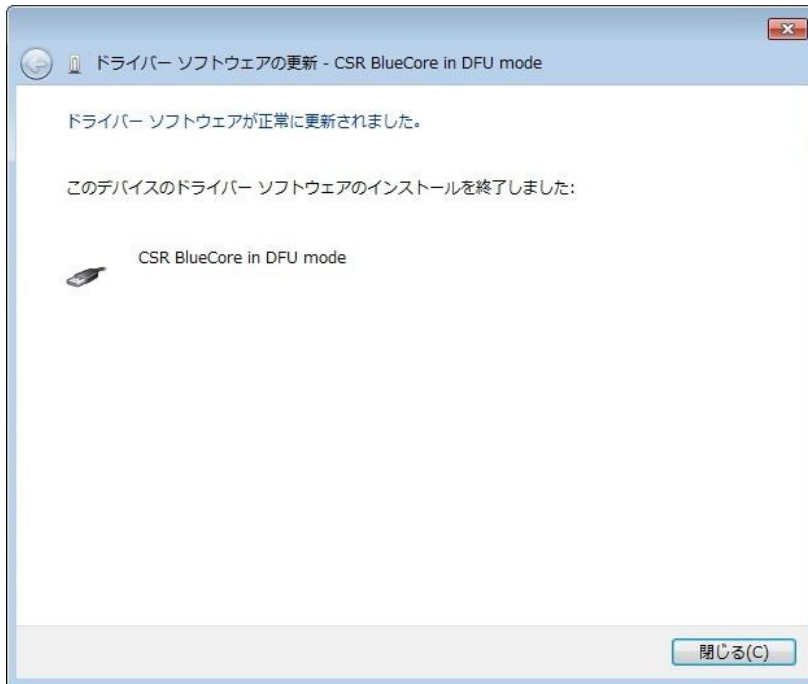 ドライバー ソフトウェアの更新 - CSR BlueCore in DFU mode
ドライバー ソフトウェアが正常に更新されました。
このデバイスのドライバー ソフトウェアのインストールを終了しました:
CSR BlueCore in DFU mode
閉じる(C)